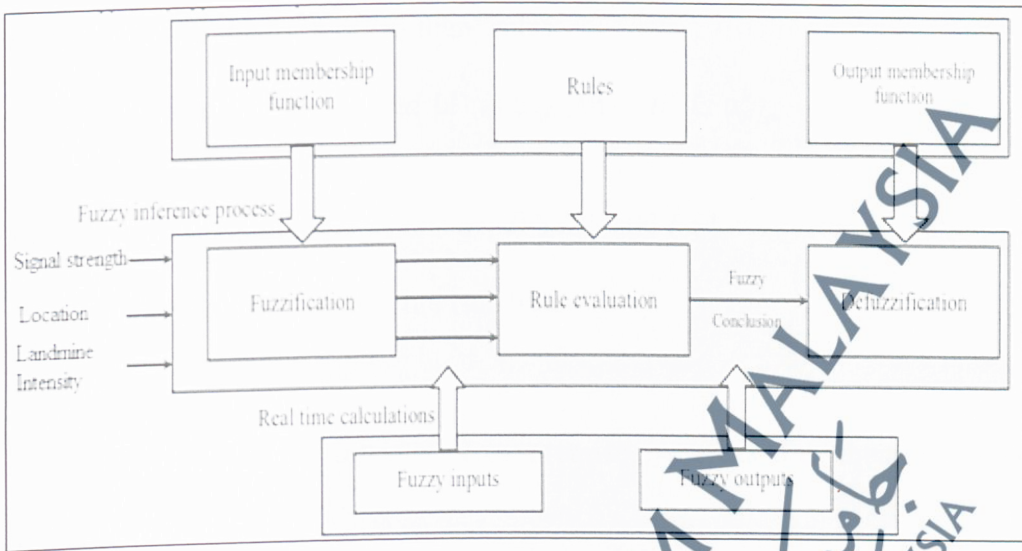 Input membership
function
Rules
Output membership
function
Fuzzy inference process
Signal strength
Location
Landmine
Intensity
Fuzzification
Rule evaluation
Fuzzy
Conclusion
Defuzzification
Real time calculations
Fuzzy inputs
Fuzzy outputs
M MALAYSIA
SIA